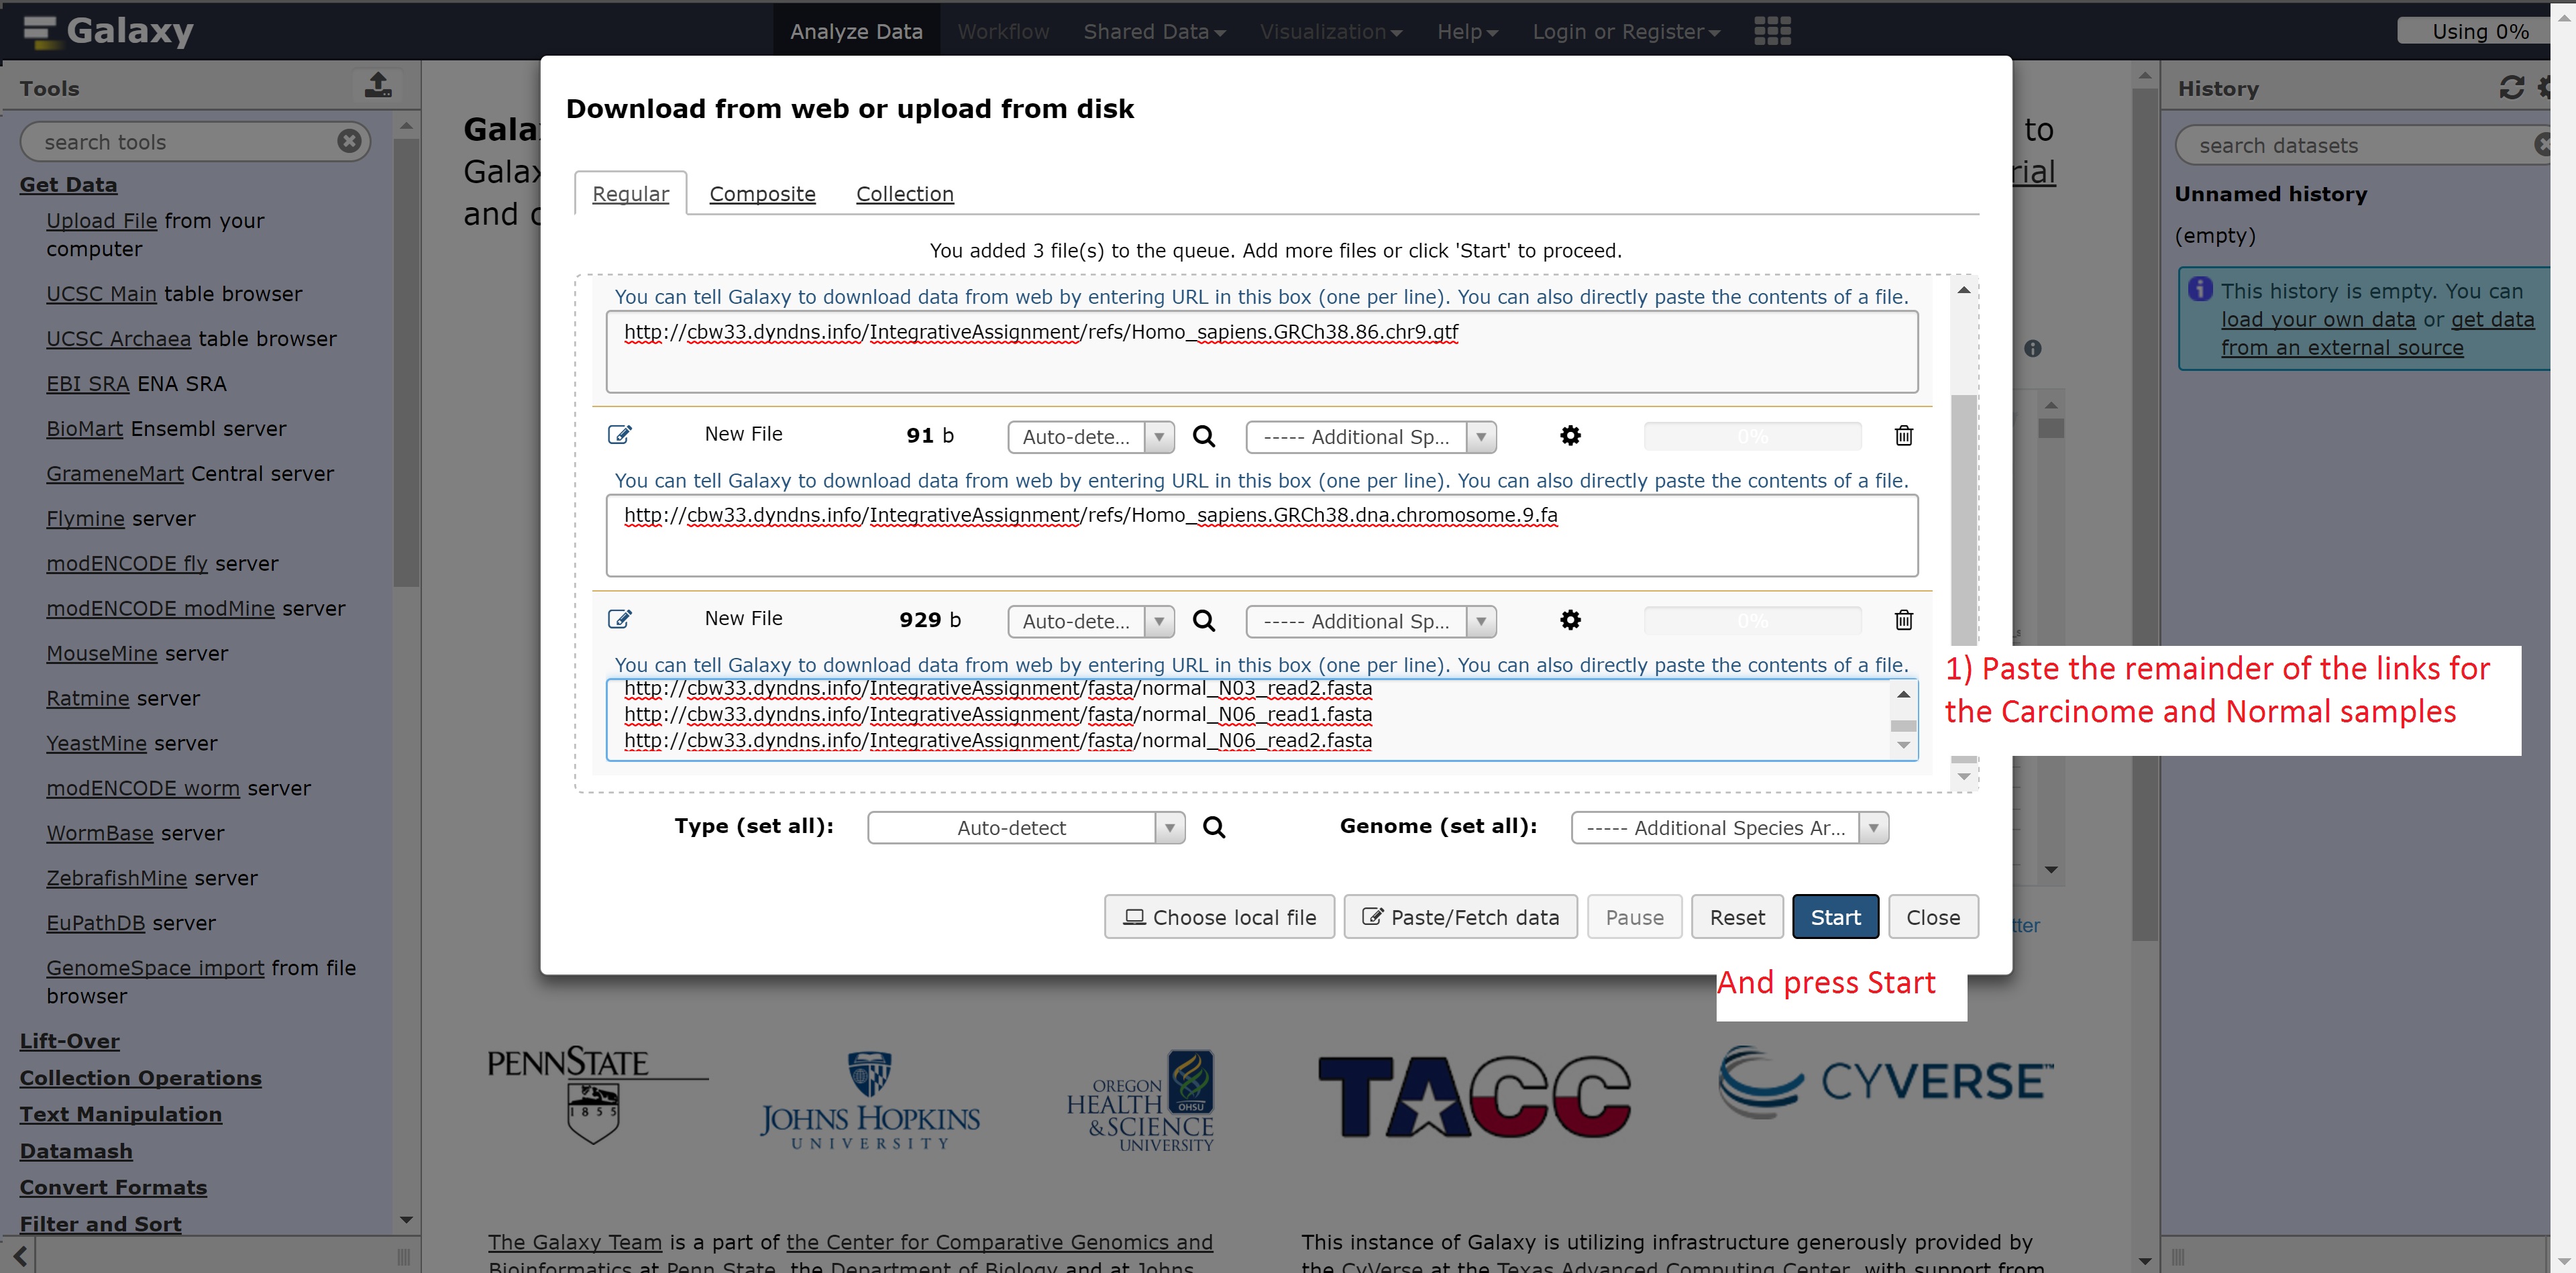 Galaxy
Analyze Data
Workflow
Shared Data
Visualization
Help
Login or Register
Using 0%
Tools
search tools
Get Data
Upload File from your
computer
UCSC Main table browser
UCSC Archaea table browser
EBI SRA ENA SRA
BioMart Ensembl server
GrameneMart Central server
Flymine server
modENCODE fly server
modENCODE modMine server
MouseMine server
Ratmine server
YeastMine server
modENCODE worm server
WormBase server
ZebrafishMine server
EuPathDB server
GenomeSpace import from file
browser
Lift-Over
Collection Operations
Text Manipulation
Datamash
Convert Formats
Filter and Sort
Download from web or upload from disk
Regular
Composite
Collection
You added 3 file(s) to the queue. Add more files or click 'Start' to proceed.
You can tell Galaxy to download data from web by entering URL in this box (one per line). You can also directly paste the contents of a file.
http://cbw33.dyndns.info/IntegrativeAssignment/refs/Homo_sapiens.GRCh38.86.chr9.gtf
New File 91 b Auto-dete... ----- Additional Sp... 0%
You can tell Galaxy to download data from web by entering URL in this box (one per line). You can also directly paste the contents of a file.
http://cbw33.dyndns.info/IntegrativeAssignment/refs/Homo_sapiens.GRCh38.dna.chromosome.9.fa
New File 929 b Auto-dete... ----- Additional Sp... 0%
You can tell Galaxy to download data from web by entering URL in this box (one per line). You can also directly paste the contents of a file.
http://cbw33.dyndns.info/IntegrativeAssignment/fasta/normal_N03_read2.fasta
http://cbw33.dyndns.info/IntegrativeAssignment/fasta/normal_N06_read1.fasta
http://cbw33.dyndns.info/IntegrativeAssignment/fasta/normal_N06_read2.fasta
Type (set all): Auto-detect
Genome (set all): ----- Additional Species Ar...
Choose local file
Paste/Fetch data
Pause
Reset
Start
Close
1) Paste the remainder of the links for
the Carcinome and Normal samples
And press Start
Gala
to
Galax
rial
and
tter
PENNSTATE
1855
JOHNS HOPKINS
UNIVERSITY
OREGON
HEALTH
& SCIENCE
UNIVERSITY
OHSU
TACC
CYVERSE™
The Galaxy Team is a part of the Center for Comparative Genomics and
Bioinformatics at Penn State, the Department of Biology and at Johns
This instance of Galaxy is utilizing infrastructure generously provided by
the CyVerse at the Texas Advanced Computing Center, with support from
History
search datasets
Unnamed history
(empty)
This history is empty. You can
load your own data or get data
from an external source